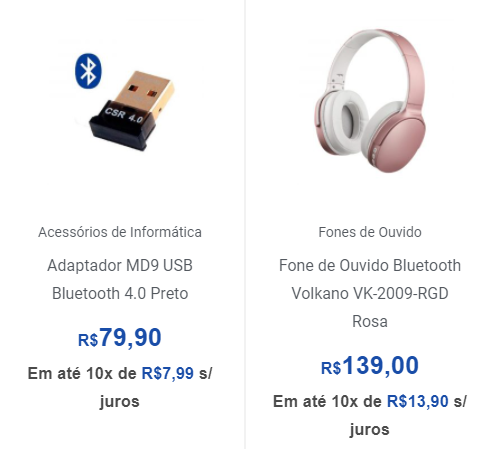 CSR 4.0
Acessórios de Informática
Adaptador MD9 USB
Bluetooth 4.0 Preto
R$79,90
Em até 10x de R$7,99 s/
juros
Fones de Ouvido
Fone de Ouvido Bluetooth
Volkano VK-2009-RGD
Rosa
R$139,00
Em até 10x de R$13,90 s/
juros